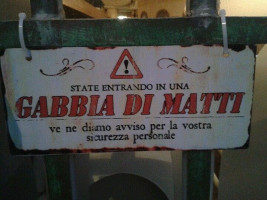 STATE ENTRANDO IN UNA
GABBIA DI MATTI
ve ne diamo avviso per la vostra
sicurezza personale